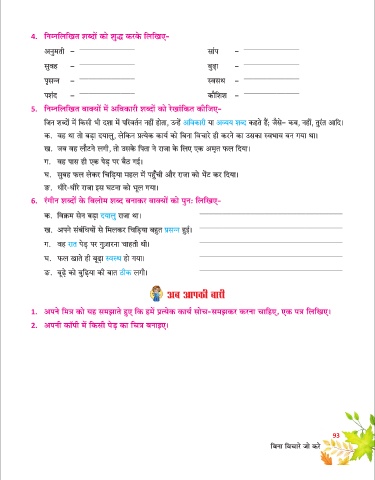 4. निम्नलिखित शब्दों को शुद्ध करके लिखिए-
अनुमती - सांप -
सुवह - बुड़ा -
पृसन्न - स्वसथ -
पशंद - कौशिश -
5. निम्नलिखित वाक्यों में अविकारी शब्दों को रेखांकित कीजिए-
जिन शब्दों में किसी भी दशा में परिवर्तन नहीं होता, उन्हें अविकारी या अव्यय शब्द कहते हैं; जैसे- कब, नहीं, तुरंत आदि।
क. वह था तो बड़ा दयालु, लेकिन प्रत्येक कार्य को बिना विचारे ही करने का उसका स्वभाव बन गया था।
ख. जब वह लौटने लगी, तो उसके पिता ने राजा के लिए एक अमृत फल दिया।
ग. वह पास ही एक पेड़ पर बैठ गई।
घ. सुबह फल लेकर चिड़िया महल में पहुँची और राजा को भेंट कर दिया।
ङ. धीरे-धीरे राजा इस घटना को भूल गया।
6. रंगीन शब्दों के विलोम शब्द बनाकर वाक्यों को पुनः लिखिए-
क. विक्रम सेन बड़ा दयालु राजा था।
ख. अपने संबंधियों से मिलकर चिड़िया बहुत प्रसन्न हुई।
ग. वह रात पेड़ पर गुज़ारना चाहती थी।
घ. फल खाते ही बूढ़ा स्वस्थ हो गया।
ङ. बूढ़े को बुढ़िया की बात ठीक लगी।
अब आपकी बारी
1. अपने मित्र को यह समझाते हुए कि हमें प्रत्येक कार्य सोच-समझकर करना चाहिए, एक पत्र लिखिए।
2. अपनी कॉपी में किसी पेड़ का चित्र बनाइए।
93
बिना विचारे जो करे